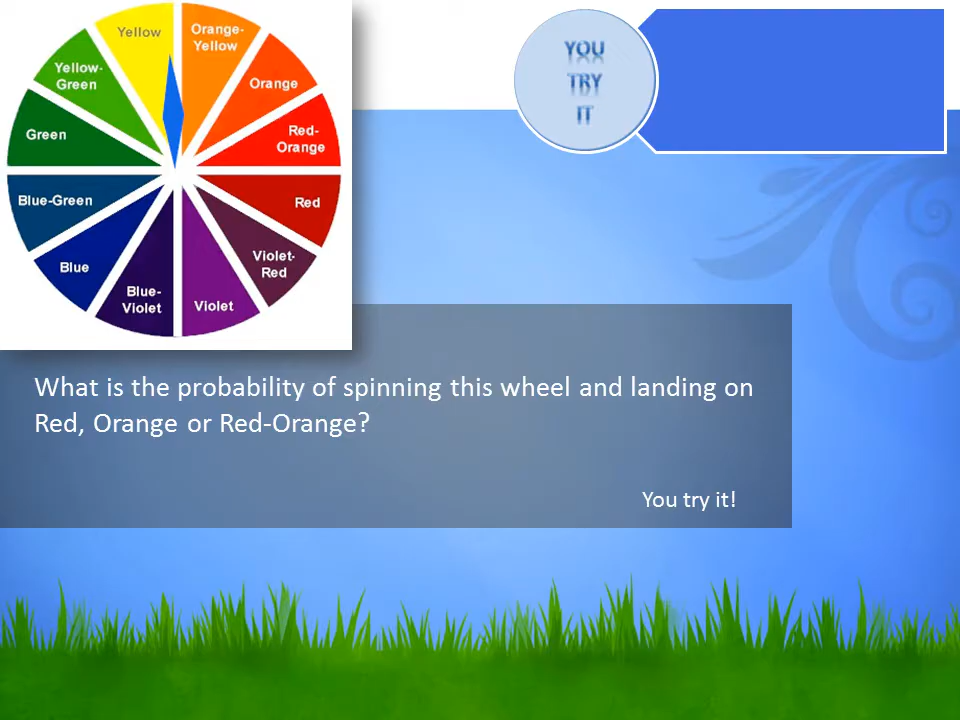 Yellow
Orange-
Yellow
Yellow-
Green
Orange
Green
Red-
Orange
Blue-Green
Red
Blue
Violet-
Red
Blue-
Violet
Violet
YOU
TRY
IT
What is the probability of spinning this wheel and landing on
Red, Orange or Red-Orange?
You try it!